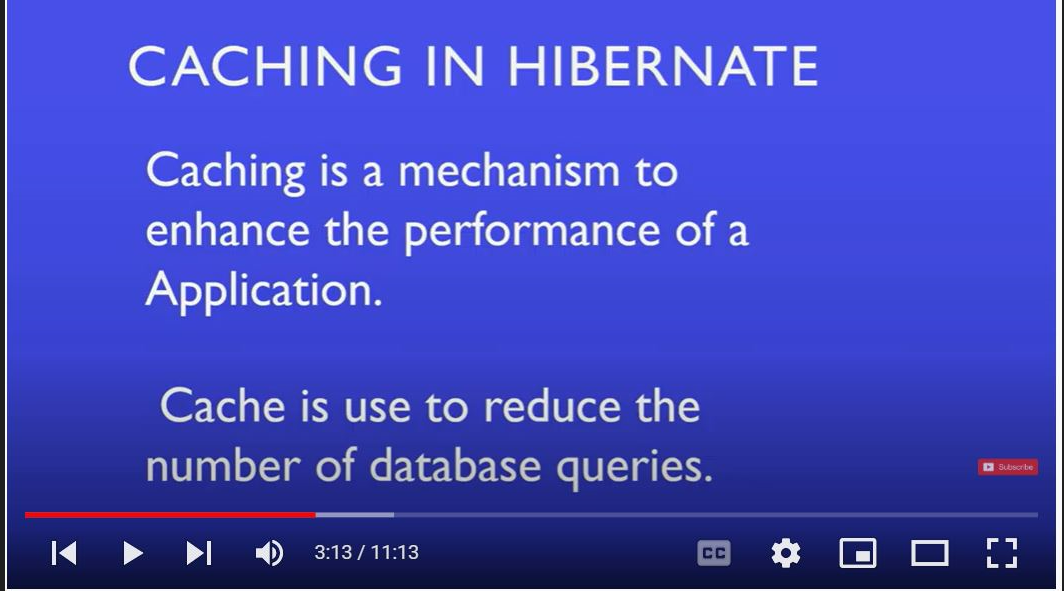 CACHING IN HIBERNATE
Caching is a mechanism to
enhance the performance of a
Application.
Cache is use to reduce the
number of database queries.
Subscribe
3:13 / 11:13
CC